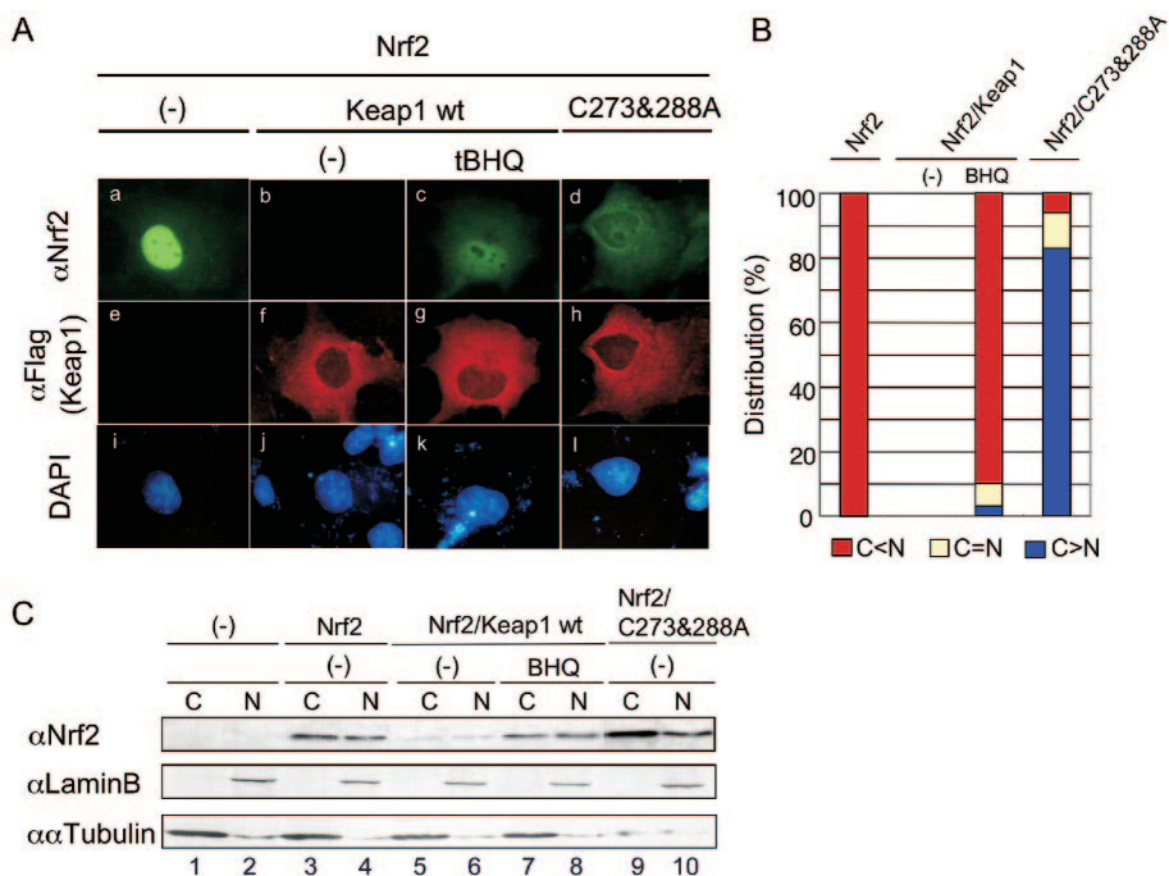 A
Nrf2
(-) Keap1 wt C273&288A
(-) tBHQ
αNrf2
a b c d
αFlag
(Keap1)
e f g h
DAPI
i j k l
B
Nrf2 Nrf2/Keap1 Nrf2/C273&288A
(-) BHQ
Distribution (%)
100
80
60
40
20
0
C<N C=N C>N
C
(-) Nrf2 Nrf2/Keap1 wt Nrf2/
C273&288A
(-) (-) BHQ (-)
C N C N C N C N C N
αNrf2
αLaminB
ααTubulin
1 2 3 4 5 6 7 8 9 10